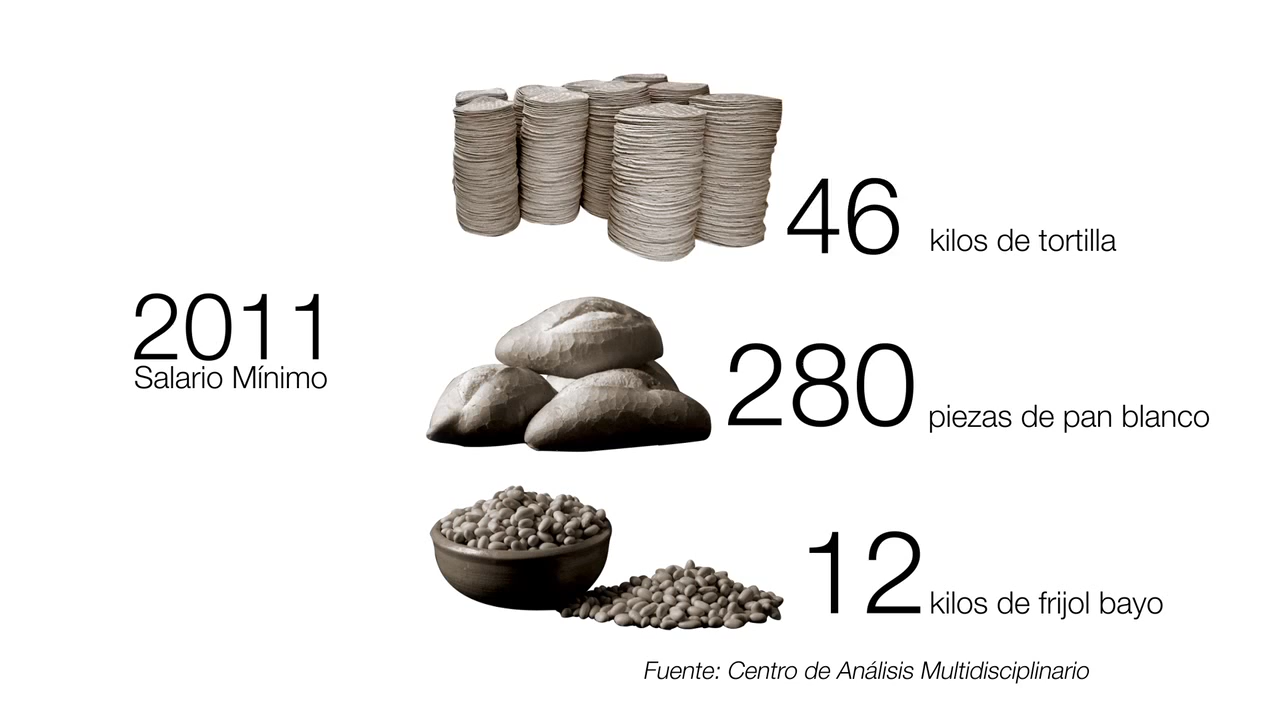 46 kilos de tortilla
2011
Salario Mínimo
280 piezas de pan blanco
12 kilos de frijol bayo
Fuente: Centro de Análisis Multidisciplinario